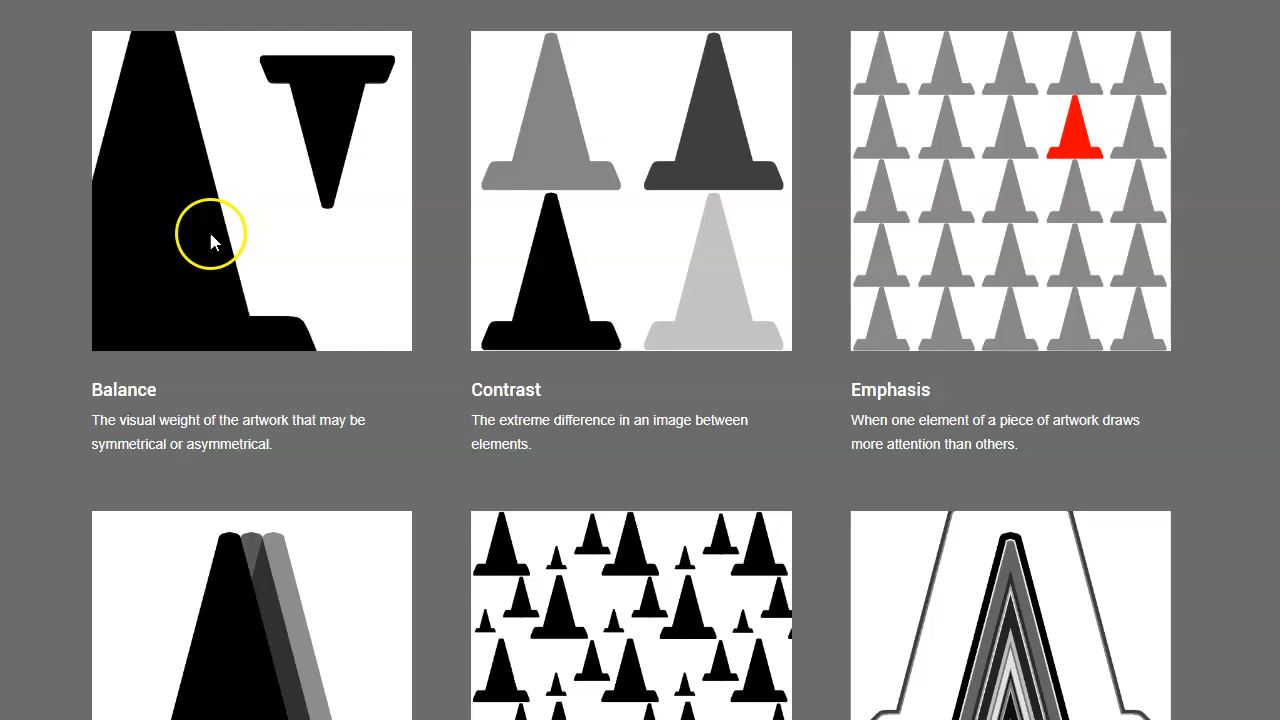 Balance
The visual weight of the artwork that may be
symmetrical or asymmetrical.
Contrast
The extreme difference in an image between
elements.
Emphasis
When one element of a piece of artwork draws
more attention than others.